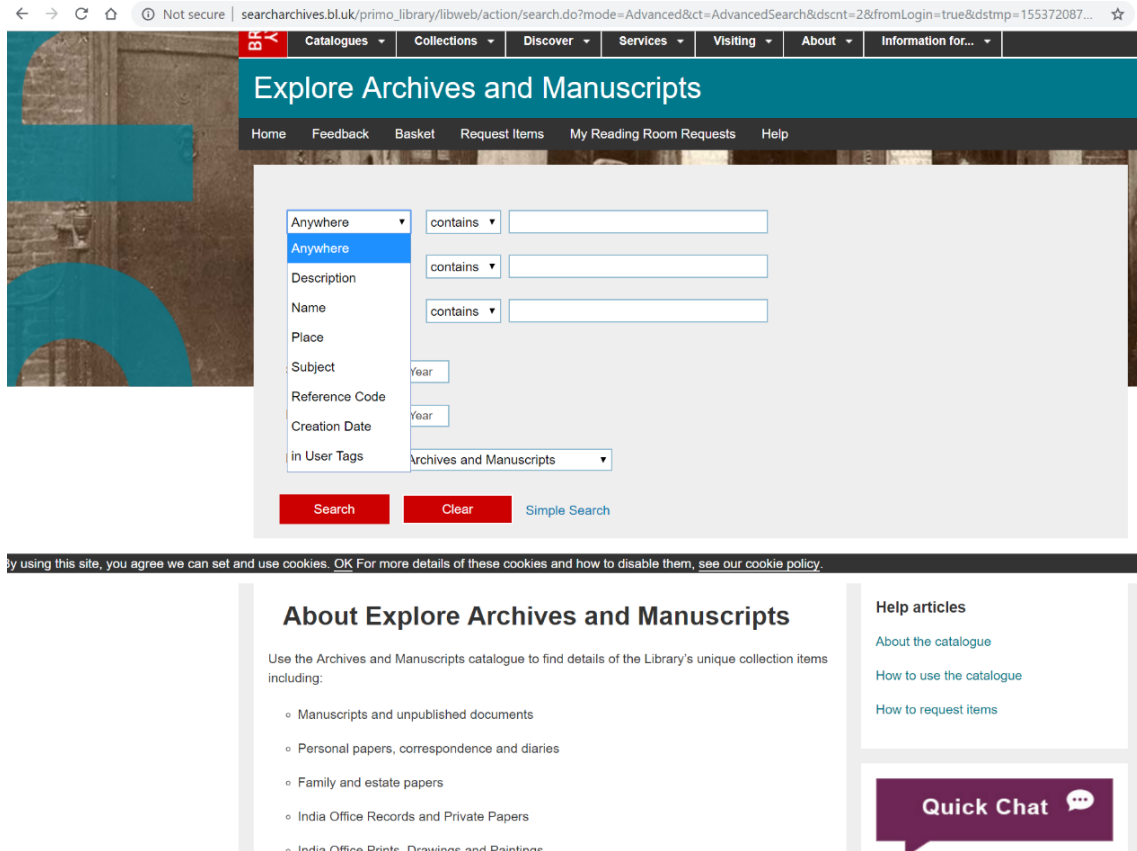 Not secure | searcharchives.bl.uk/primo_library/libweb/action/search.do?mode=Advanced&ct=AdvancedSearch&dscnt=2&fromLogin=true&dstmp=155372087...
Catalogues Collections Discover Services Visiting About Information for...
Explore Archives and Manuscripts
Home Feedback Basket Request Items My Reading Room Requests Help
Anywhere contains
Anywhere
Description contains
Name contains
Place
Subject Year
Reference Code
Creation Date Year
in User Tags Archives and Manuscripts
Search Clear Simple Search
By using this site, you agree we can set and use cookies. OK For more details of these cookies and how to disable them, see our cookie policy.
About Explore Archives and Manuscripts
Use the Archives and Manuscripts catalogue to find details of the Library's unique collection items
including:
Manuscripts and unpublished documents
Personal papers, correspondence and diaries
Family and estate papers
India Office Records and Private Papers
India Office Prints, Drawings and Paintings
Help articles
About the catalogue
How to use the catalogue
How to request items
Quick Chat